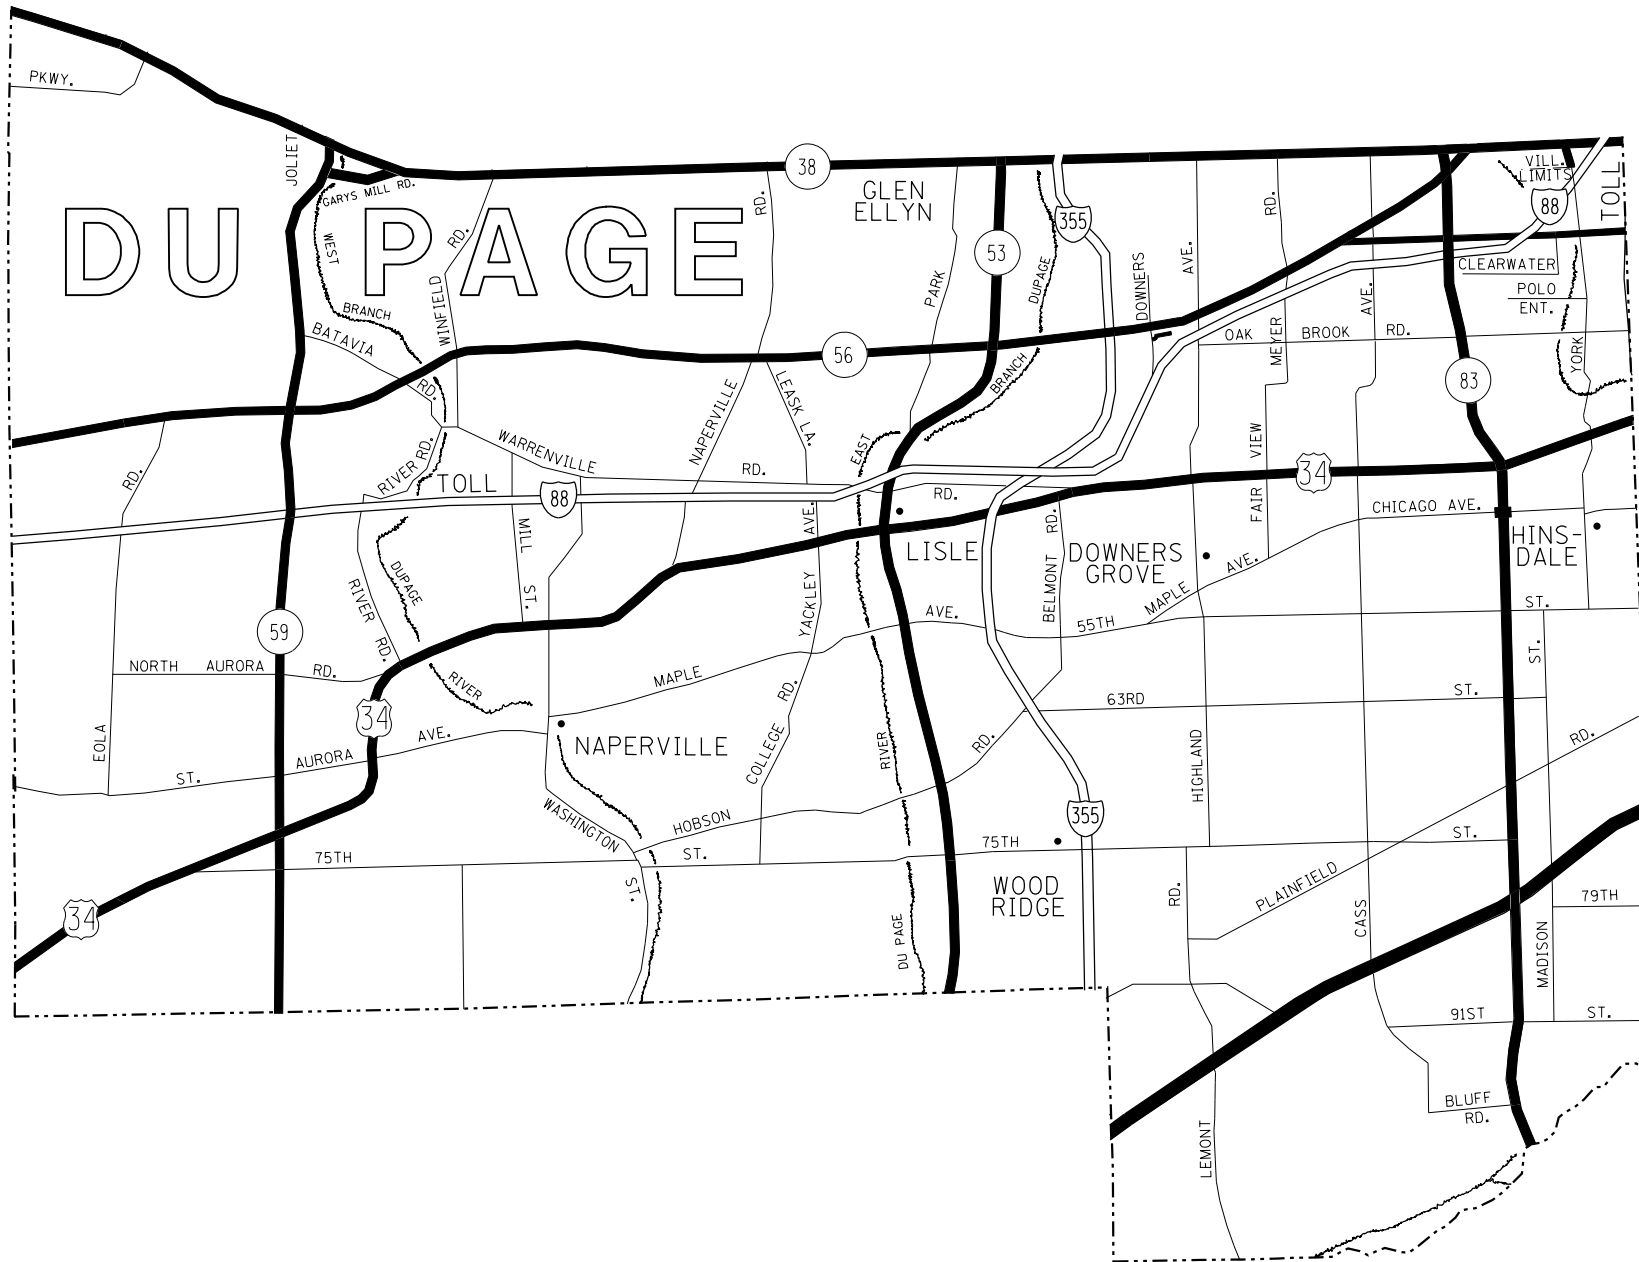 PKWY.
JOLIET
GARYS MILL RD.
38
GLEN
ELLYN
VILL.
LIMITS
TOLL
88
355
DU PAGE
WEST
BRANCH
RD.
WINFIELD
RD.
53
PARK
DUPAGE
BRANCH
DOWNERS
AVE.
RD.
MEYER
AVE.
CLEARWATER
POLO
ENT.
YORK
OAK BROOK RD.
BATAVIA
RD.
56
83
NAPERVILLE
LEASK LA.
EAST
RD.
RIVER RD.
WARRENVILLE
RD.
RD.
TOLL
88
34
FAIR VIEW
CHICAGO AVE.
HINS-
DALE
MILL
ST.
AVE.
YACKLEY
LISLE
RD.
BELMONT
DOWNERS
GROVE
MAPLE
AVE.
DUPAGE
RIVER
RD.
59
NORTH AURORA RD.
RIVER
34
MAPLE
AVE.
55TH
ST.
ST.
EOLA
ST.
AURORA
AVE.
NAPERVILLE
RD.
COLLEGE
RIVER
RD.
63RD
ST.
HIGHLAND
RD.
WASHINGTON
ST.
HOBSON
355
75TH
ST.
75TH
ST.
34
DU PAGE
WOOD
RIDGE
RD.
PLAINFIELD
CASS
79TH
MADISON
91ST
ST.
BLUFF
RD.
LEMONT